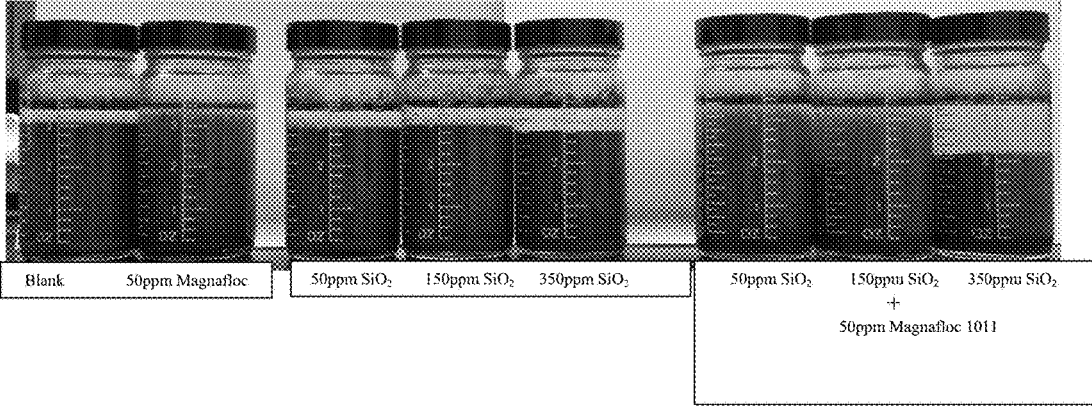 Blank 50ppm Magnafloc
50ppm SiO₂ 150ppm SiO₂ 350ppm SiO₂
50ppm SiO₂ 150ppm SiO₂ 350ppm SiO₂
+
50ppm Magnafloc 1011